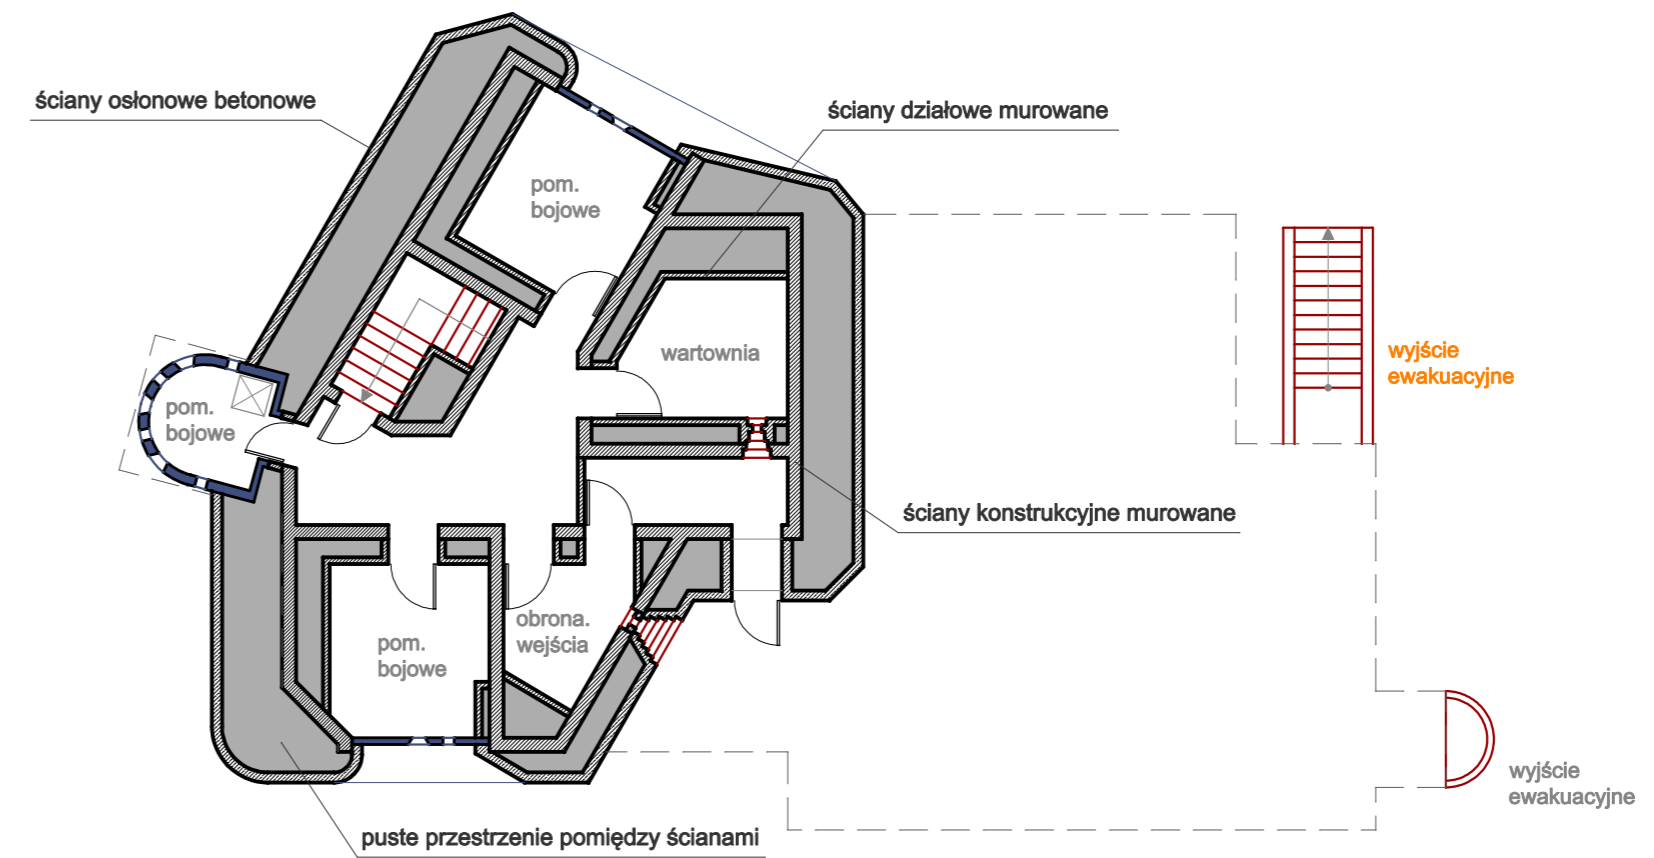 ściany osłonowe betonowe
ściany działowe murowane
pom.
bojowe
wartownia
wyjście
ewakuacyjne
pom.
bojowe
ściany konstrukcyjne murowane
obrona.
wejścia
pom.
bojowe
wyjście
ewakuacyjne
puste przestrzenie pomiędzy ścianami